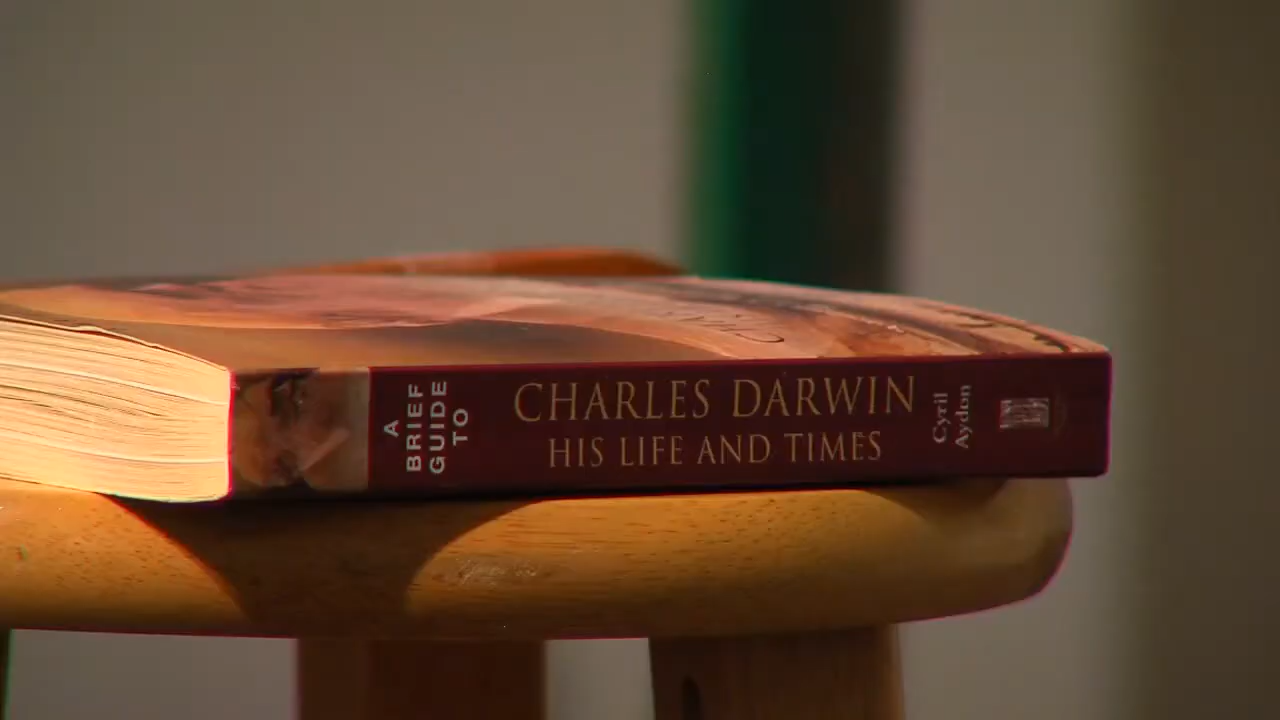 A
BRIEF
GUIDE
TO
CHARLES DARWIN
HIS LIFE AND TIMES
Cyril
Aydon